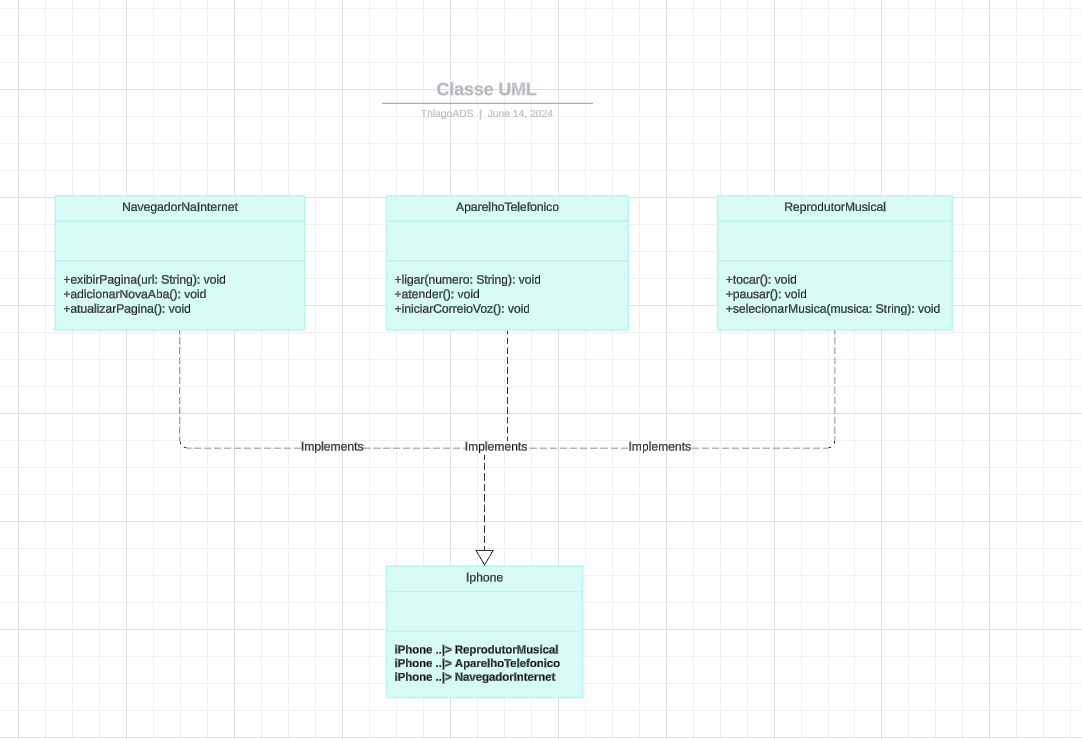 Classe UML
ThiagoADS | June 14, 2024
NavegadorNaInternet
+exibirPagina(url: String): void
+adicionarNovaAba(): void
+atualizarPagina(): void
AparelhoTelefonico
+ligar(numero: String): void
+atender(): void
+iniciarCorreioVoz(): void
ReprodutorMusical
+tocar(): void
+pausar(): void
+selecionarMusica(musica: String): void
Implements
Implements
Implements
Iphone
iPhone ..|> ReprodutorMusical
iPhone ..|> AparelhoTelefonico
iPhone ..|> NavegadorInternet